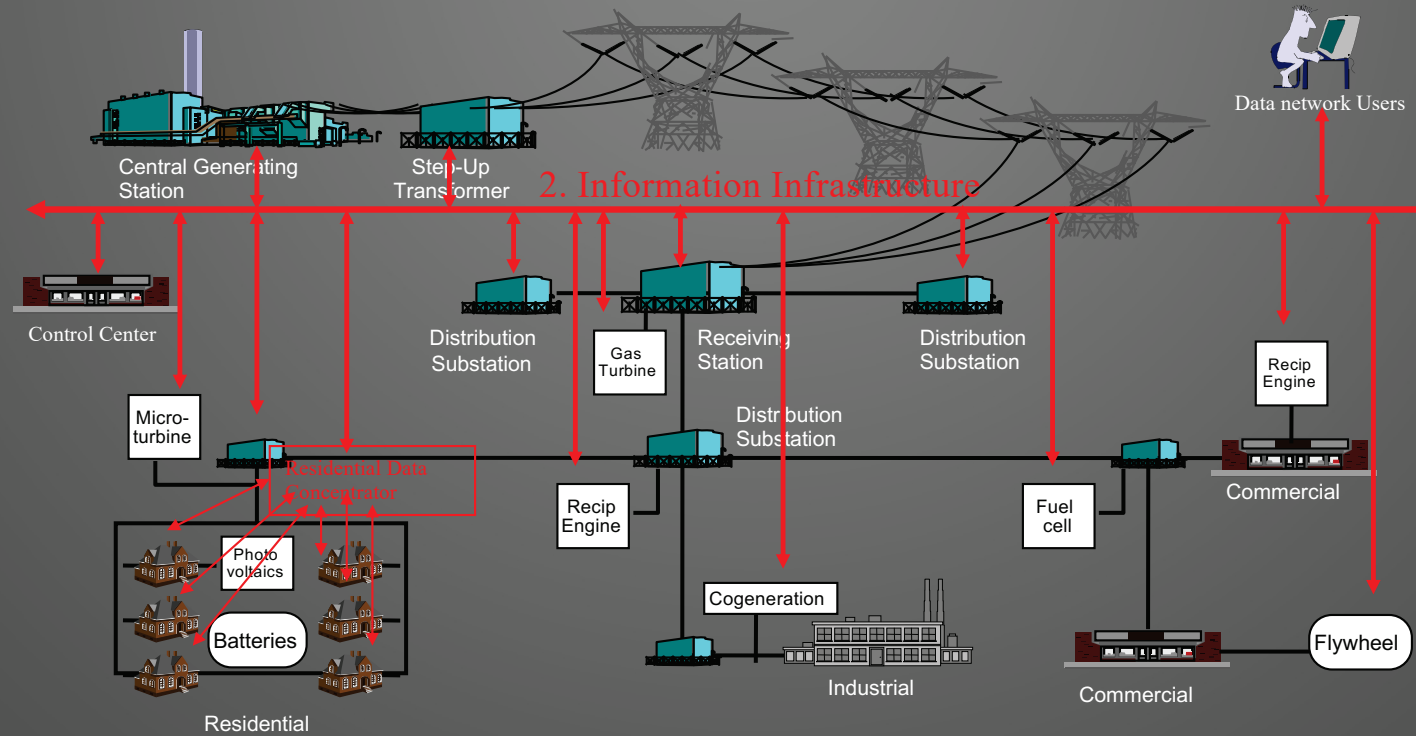 Data network Users
Central Generating
Station
Step-Up
Transformer
2. Information Infrastructure
Control Center
Distribution
Substation
Gas
Turbine
Receiving
Station
Distribution
Substation
Recip
Engine
Micro-
turbine
Distribution
Substation
Residential Data
Concentrator
Recip
Engine
Fuel
cell
Commercial
Photo
voltaics
Batteries
Cogeneration
Flywheel
Industrial
Commercial
Residential